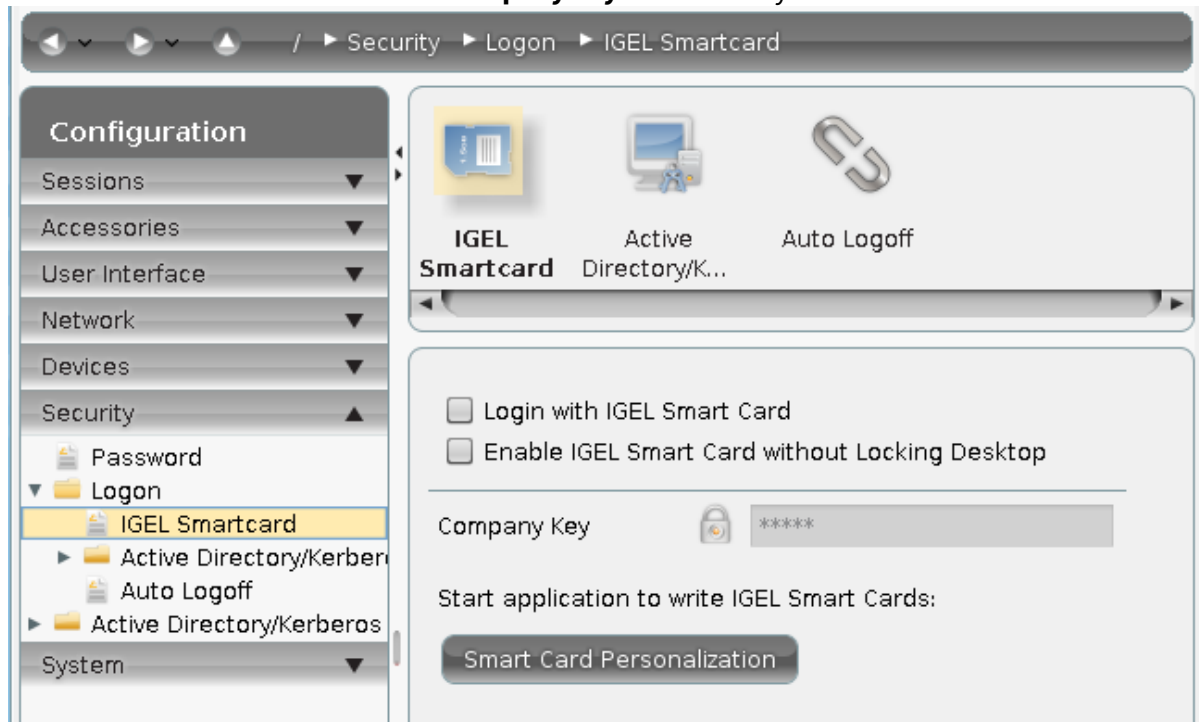 / Security Logon IGEL Smartcard
Configuration
Sessions
Accessories
User Interface
Network
Devices
Security
Password
Logon
IGEL Smartcard
Active Directory/Kerber
Auto Logoff
Active Directory/Kerberos
System
IGEL Smartcard
Active Directory/K...
Auto Logoff
Login with IGEL Smart Card
Enable IGEL Smart Card without Locking Desktop
Company Key *****
Start application to write IGEL Smart Cards:
Smart Card Personalization